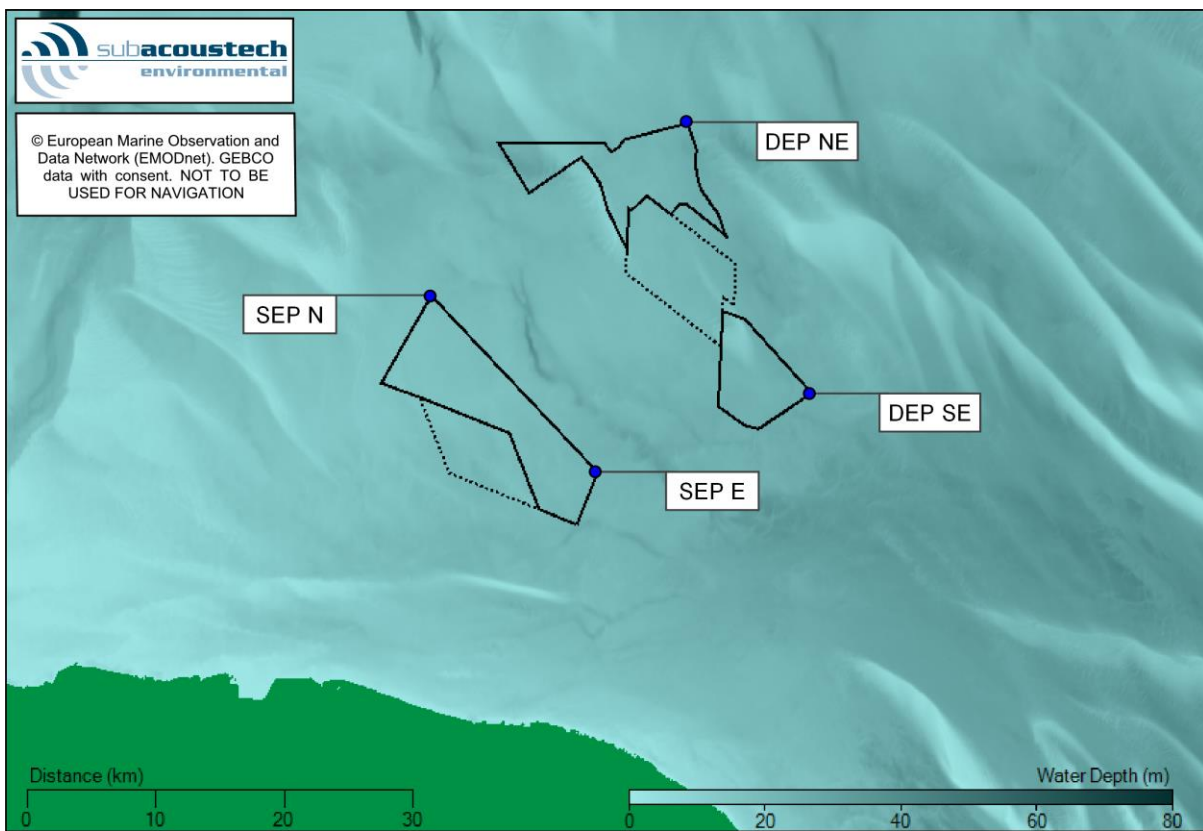 subacoustech
environmental
© European Marine Observation and
Data Network (EMODnet). GEBCO
data with consent. NOT TO BE
USED FOR NAVIGATION
DEP NE
SEP N
DEP SE
SEP E
Distance (km)
0 10 20 30
Water Depth (m)
0 20 40 60 80